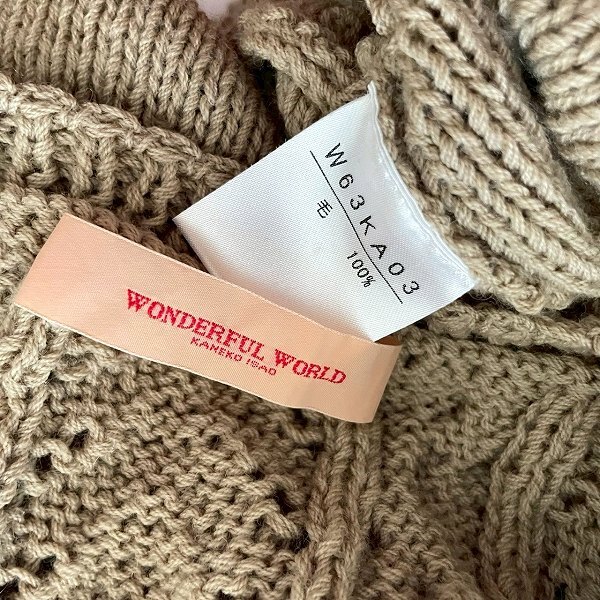 W63KA03
毛 100%
WONDERFUL WORLD
KANEKO ISAO